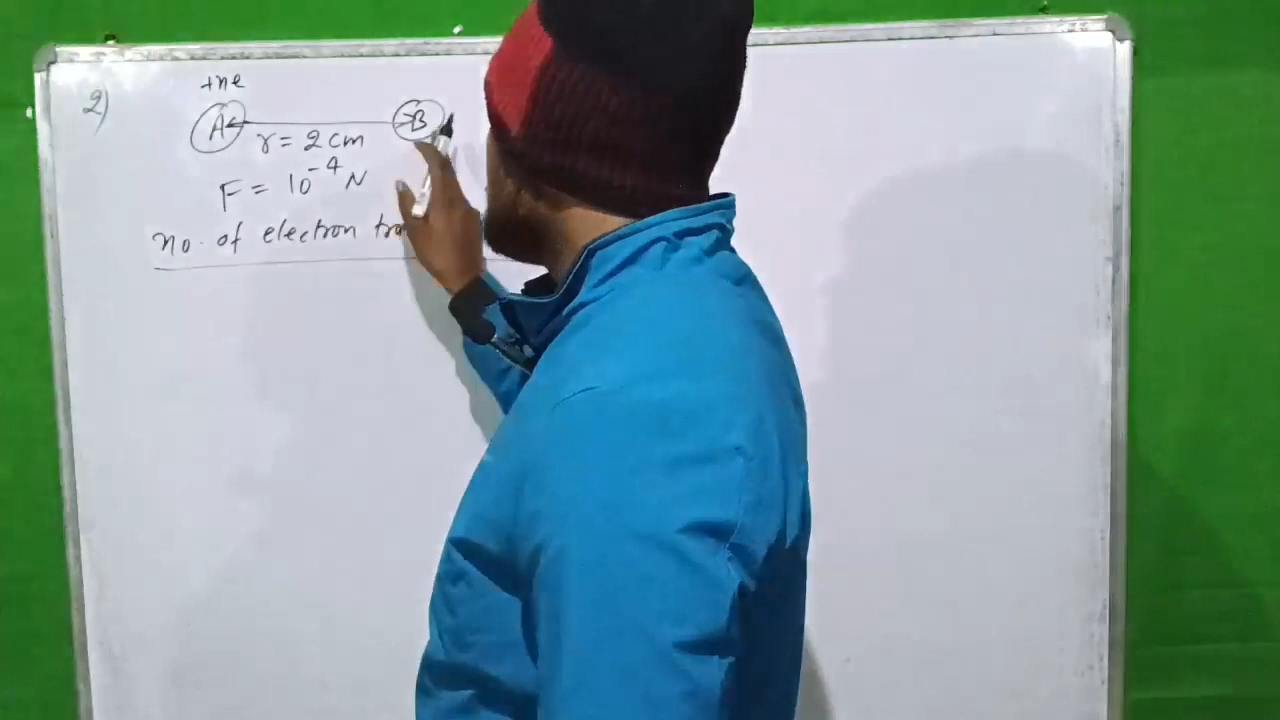 2)
+ne
A B
r = 2 cm
F = 10⁻⁴ N
no. of electron